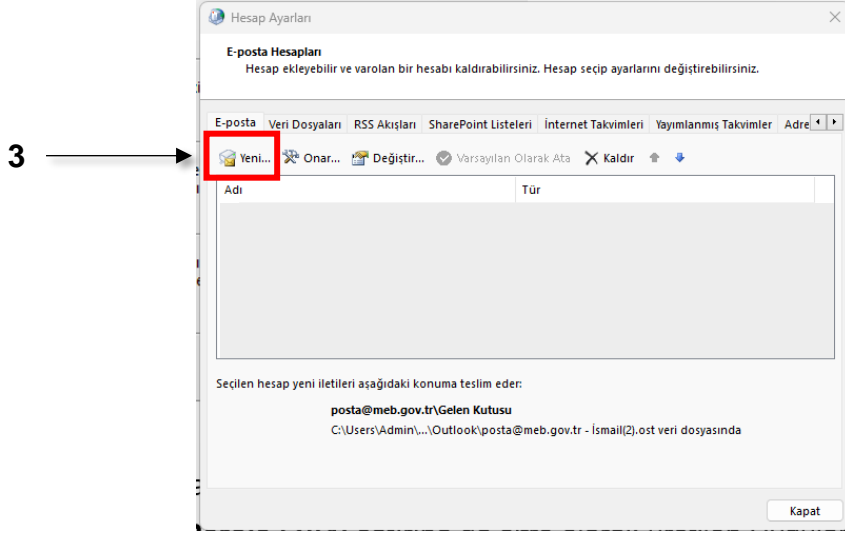 Hesap Ayarları
E-posta Hesapları
Hesap ekleyebilir ve varolan bir hesabı kaldırabilirsiniz. Hesap seçip ayarlarını değiştirebilirsiniz.
E-posta Veri Dosyaları RSS Akışları SharePoint Listeleri İnternet Takvimleri Yayımlanmış Takvimler Adre
3
Yeni... Onar... Değiştir... Varsayılan Olarak Ata Kaldır
Adı Tür
Seçilen hesap yeni iletileri aşağıdaki konuma teslim eder:
posta@meb.gov.tr\Gelen Kutusu
C:\Users\Admin\...\Outlook\posta@meb.gov.tr - İsmail(2).ost veri dosyasında
Kapat